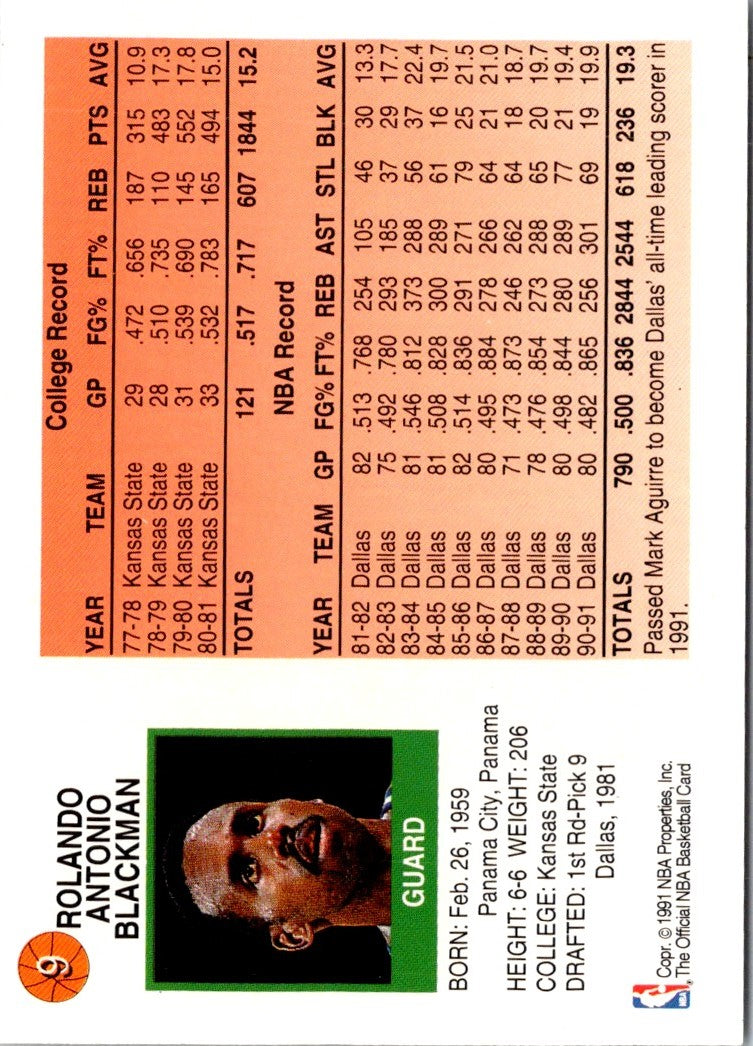 9
ROLANDO
ANTONIO
BLACKMAN
GUARD
BORN: Feb. 26, 1959
Panama City, Panama
HEIGHT: 6-6 WEIGHT: 206
COLLEGE: Kansas State
DRAFTED: 1st Rd-Pick 9
Dallas, 1981
NBA
Copr. © 1991 NBA Properties, Inc.
The Official NBA Basketball Card
College Record
YEAR TEAM GP FG% FT% REB PTS AVG
77-78 Kansas State 29 .472 .656 187 315 10.9
78-79 Kansas State 28 .510 .735 110 483 17.3
79-80 Kansas State 31 .539 .690 145 552 17.8
80-81 Kansas State 33 .532 .783 165 494 15.0
TOTALS 121 .517 .717 607 1844 15.2
NBA Record
YEAR TEAM GP FG% FT% REB AST STL BLK AVG
81-82 Dallas 82 .513 .768 254 105 46 30 13.3
82-83 Dallas 75 .492 .780 293 185 37 29 17.7
83-84 Dallas 81 .546 .812 373 288 56 37 22.4
84-85 Dallas 81 .508 .828 300 289 61 16 19.7
85-86 Dallas 82 .514 .836 291 271 79 25 21.5
86-87 Dallas 80 .495 .884 278 266 64 21 21.0
87-88 Dallas 71 .473 .873 246 262 64 18 18.7
88-89 Dallas 78 .476 .854 273 288 65 20 19.7
89-90 Dallas 80 .498 .844 280 289 77 21 19.4
90-91 Dallas 80 .482 .865 256 301 69 19 19.9
TOTALS 790 .500 .836 2844 2544 618 236 19.3
Passed Mark Aguirre to become Dallas' all-time leading scorer in
1991.